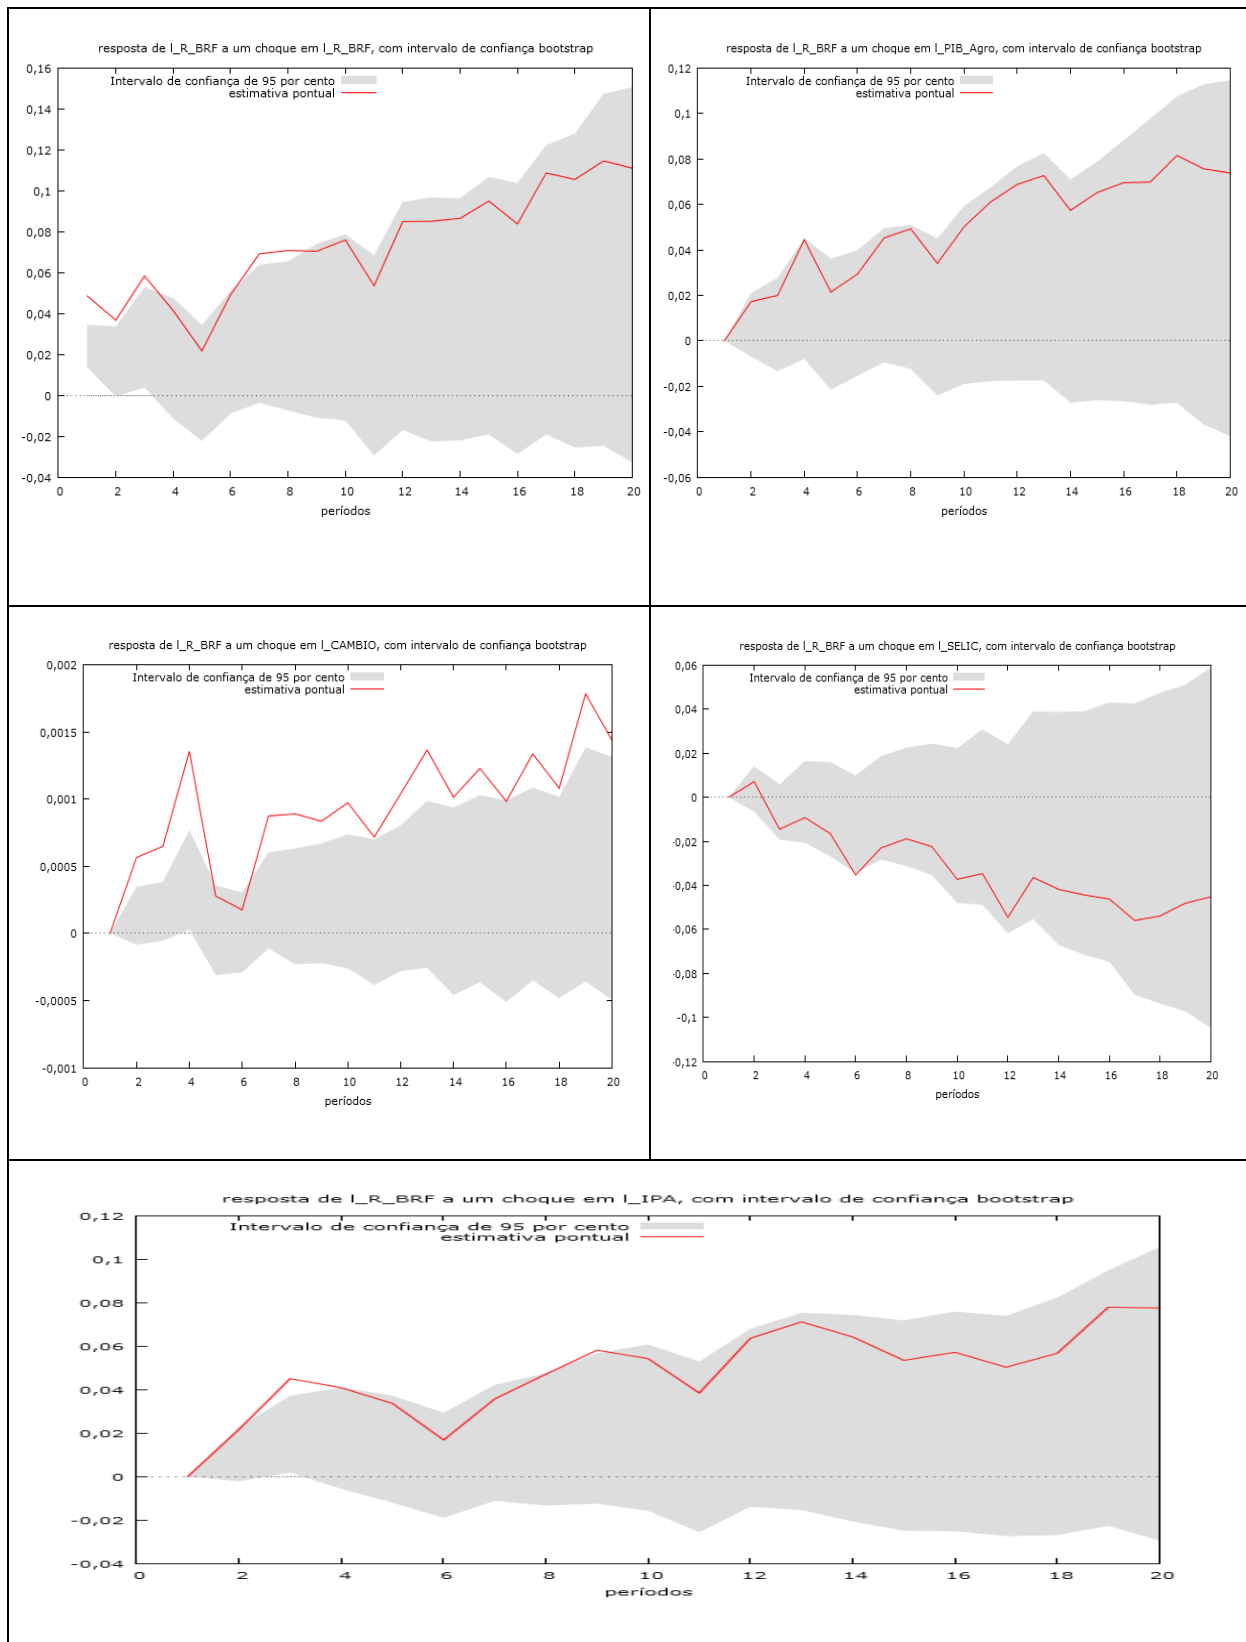 resposta de l_R_BRF a um choque em l_R_BRF, com intervalo de confiança bootstrap
Intervalo de confiança de 95 por cento
estimativa pontual
0,16
0,14
0,12
0,1
0,08
0,06
0,04
0,02
0
-0,02
-0,04
0 2 4 6 8 10 12 14 16 18 20
períodos
resposta de l_R_BRF a um choque em l_PIB_Agro, com intervalo de confiança bootstrap
Intervalo de confiança de 95 por cento
estimativa pontual
0,12
0,1
0,08
0,06
0,04
0,02
0
-0,02
-0,04
-0,06
0 2 4 6 8 10 12 14 16 18 20
períodos
resposta de l_R_BRF a um choque em l_CAMBIO, com intervalo de confiança bootstrap
Intervalo de confiança de 95 por cento
estimativa pontual
0,002
0,0015
0,001
0,0005
0
-0,0005
-0,001
0 2 4 6 8 10 12 14 16 18 20
períodos
resposta de l_R_BRF a um choque em l_SELIC, com intervalo de confiança bootstrap
Intervalo de confiança de 95 por cento
estimativa pontual
0,06
0,04
0,02
0
-0,02
-0,04
-0,06
-0,08
-0,1
-0,12
0 2 4 6 8 10 12 14 16 18 20
períodos
resposta de l_R_BRF a um choque em l_IPA, com intervalo de confiança bootstrap
Intervalo de confiança de 95 por cento
estimativa pontual
0,12
0,1
0,08
0,06
0,04
0,02
0
-0,02
-0,04
0 2 4 6 8 10 12 14 16 18 20
períodos